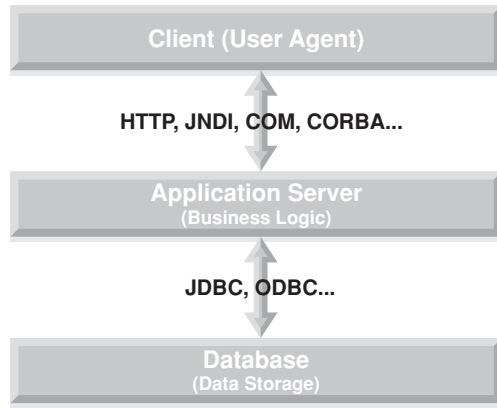 Client (User Agent)
HTTP, JNDI, COM, CORBA...
Application Server
(Business Logic)
JDBC, ODBC...
Database
(Data Storage)